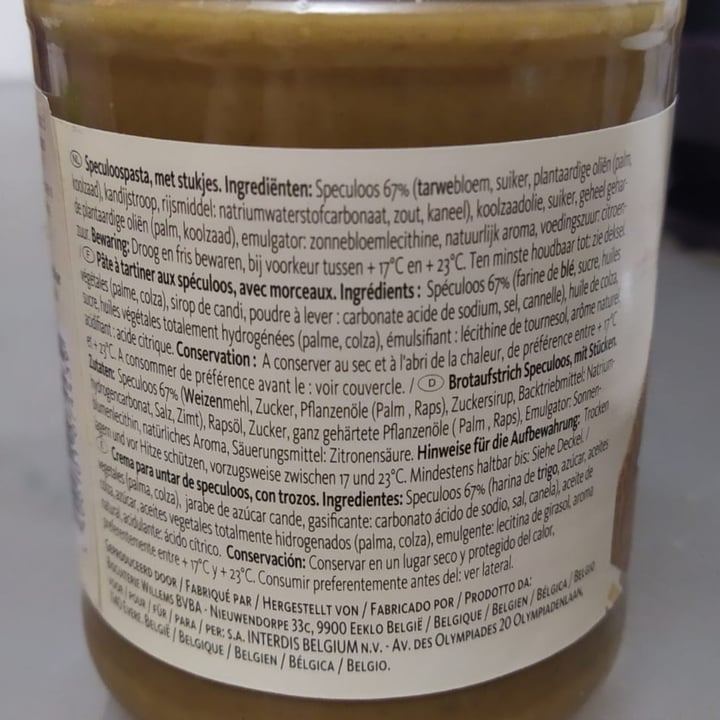 NL Speculoospasta, met stukjes. Ingrediënten: Speculoos 67% (tarwebloem, suiker, plantaardige oliën (palm,
koolzaad), kandijstroop, rijsmiddel: natriumwaterstofcarbonaat, zout, kaneel), koolzaadolie, suiker, geheel gehar-
de plantaardige oliën (palm, koolzaad), emulgator: zonnebloemlecithine, natuurlijk aroma, voedingszuur: citroen-
zuur. Bewaring: Droog en fris bewaren, bij voorkeur tussen + 17°C en + 23°C. Ten minste houdbaar tot: zie deksel.
/ F Pâte à tartiner aux spéculoos, avec morceaux. Ingrédients : Spéculoos 67% (farine de blé, sucre, huiles
végétales (palme, colza), sirop de candi, poudre à lever : carbonate acide de sodium, sel, cannelle), huile de colza,
sucre, huiles végétales totalement hydrogénées (palme, colza), émulsifiant : lécithine de tournesol, arôme naturel,
acidifiant : acide citrique. Conservation : A conserver au sec et à l'abri de la chaleur, de préférence entre + 17°C
et + 23°C. A consommer de préférence avant le : voir couvercle. / D Brotaufstrich Speculoos, mit Stücken.
Zutaten: Speculoos 67% (Weizenmehl, Zucker, Pflanzenöle (Palm , Raps), Zuckersirup, Backtriebmittel: Natrium-
hydrogencarbonat, Salz, Zimt), Rapsöl, Zucker, ganz gehärtete Pflanzenöle ( Palm , Raps), Emulgator: Sonnen-
blumenlecithin, natürliches Aroma, Säuerungsmittel: Zitronensäure. Hinweise für die Aufbewahrung: Trocken
lagern und vor Hitze schützen, vorzugsweise zwischen 17 und 23°C. Mindestens haltbar bis: Siehe Deckel. /
E Crema para untar de speculoos, con trozos. Ingredientes: Speculoos 67% (harina de trigo, azúcar, aceites
vegetales (palma, colza), jarabe de azúcar cande, gasificante: carbonato ácido de sodio, sal, canela), aceite de
colza, azúcar, aceites vegetales totalmente hidrogenados (palma, colza), emulgente: lecitina de girasol, aroma
natural, acidulante: ácido cítrico. Conservación: Conservar en un lugar seco y protegido del calor,
preferentemente entre + 17°C y + 23°C. Consumir preferentemente antes del: ver lateral.
GEPRODUCEERD DOOR / FABRIQUÉ PAR / HERGESTELLT VON / FABRICADO POR / PRODOTTO DA:
BISCUITERIE WILLEMS BVBA - NIEUWENDORPE 33C, 9900 EEKLO BELGIË / BELGIQUE / BELGIEN / BÉLGICA / BELGIO
VOOR / POUR / FÜR / PARA / PER: S.A. INTERDIS BELGIUM N.V. - AV. DES OLYMPIADES 20 OLYMPIADENLAAN,
1140 EVERE. BELGIË / BELGIQUE / BELGIEN / BÉLGICA / BELGIO.